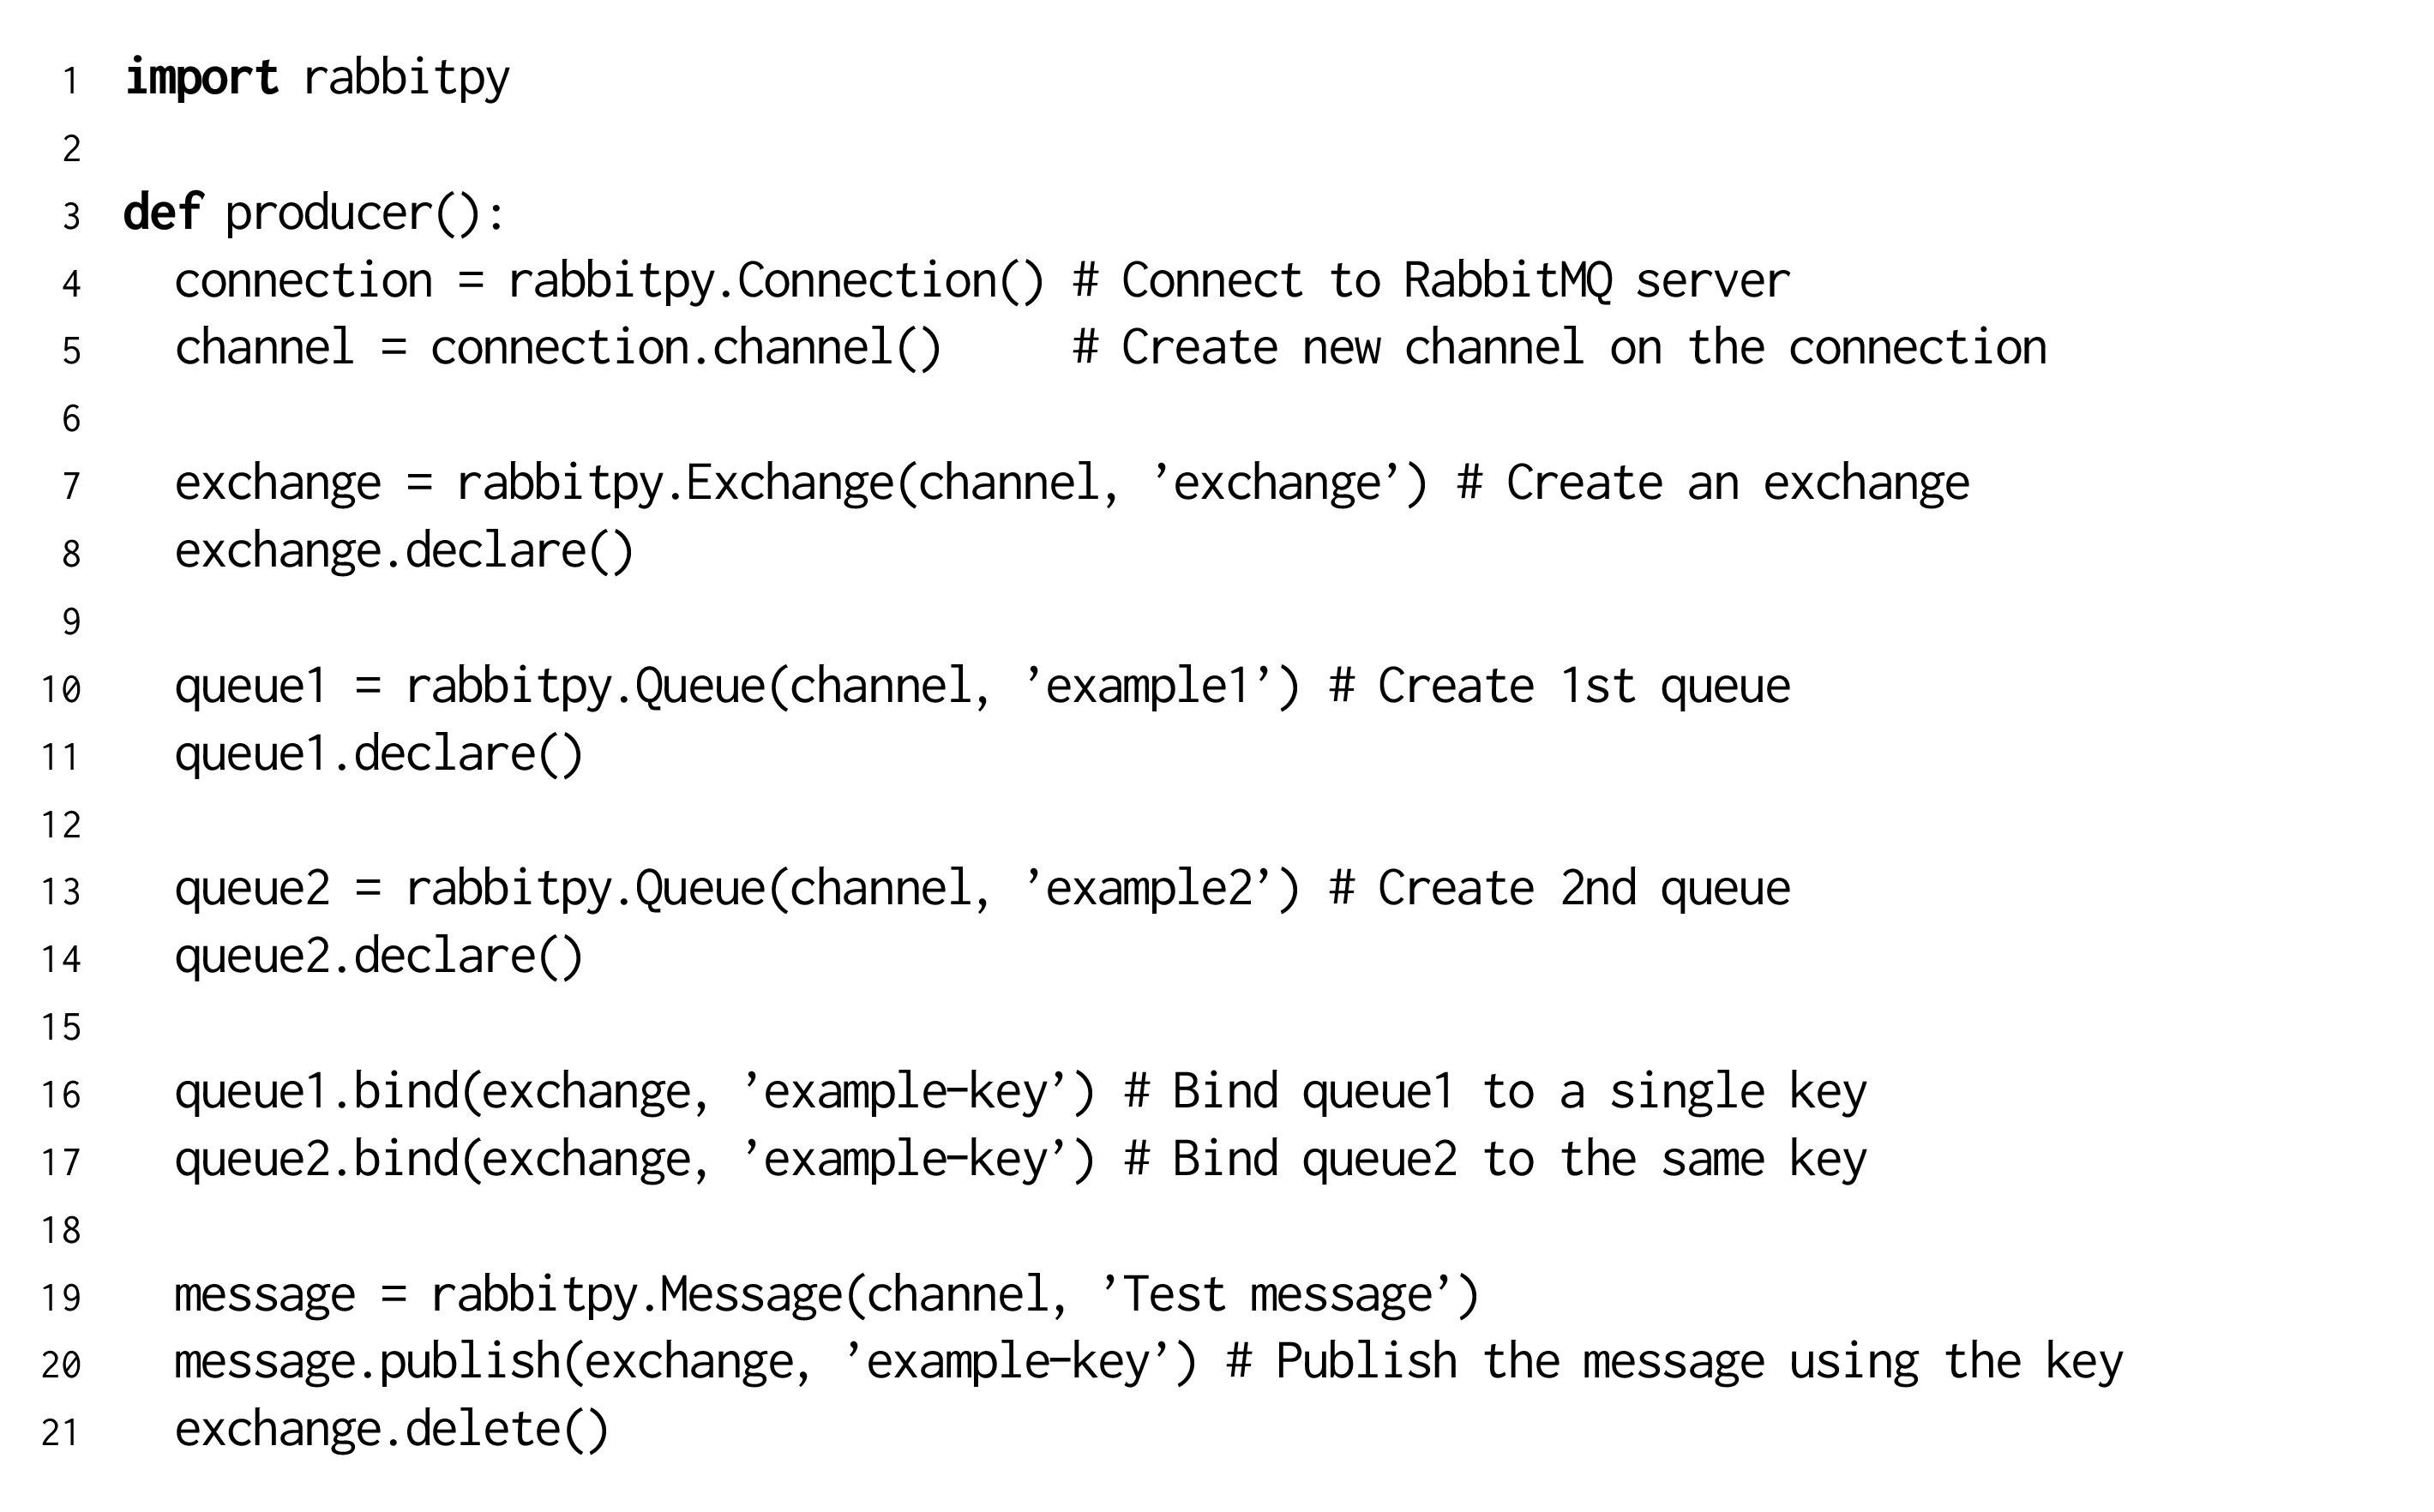 1 import rabbitpy
2
3 def producer():
4   connection = rabbitpy.Connection() # Connect to RabbitMQ server
5   channel = connection.channel()     # Create new channel on the connection
6
7   exchange = rabbitpy.Exchange(channel, ’exchange’) # Create an exchange
8   exchange.declare()
9
10   queue1 = rabbitpy.Queue(channel, ’example1’) # Create 1st queue
11   queue1.declare()
12
13   queue2 = rabbitpy.Queue(channel, ’example2’) # Create 2nd queue
14   queue2.declare()
15
16   queue1.bind(exchange, ’example-key’) # Bind queue1 to a single key
17   queue2.bind(exchange, ’example-key’) # Bind queue2 to the same key
18
19   message = rabbitpy.Message(channel, ’Test message’)
20   message.publish(exchange, ’example-key’) # Publish the message using the key
21   exchange.delete()